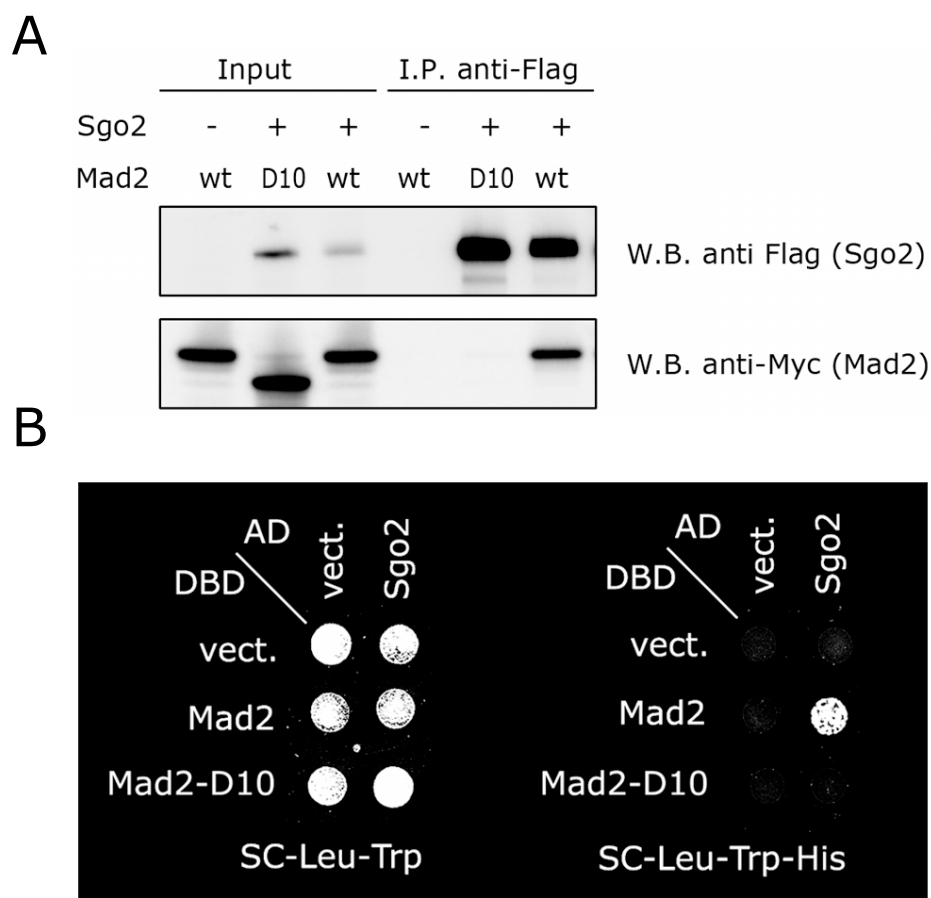 A
Input I.P. anti-Flag
Sgo2 - + + - + +
Mad2 wt D10 wt wt D10 wt
W.B. anti Flag (Sgo2)
W.B. anti-Myc (Mad2)
B
AD vect. Sgo2 AD vect. Sgo2
DBD DBD
vect. vect.
Mad2 Mad2
Mad2-D10 Mad2-D10
SC-Leu-Trp SC-Leu-Trp-His